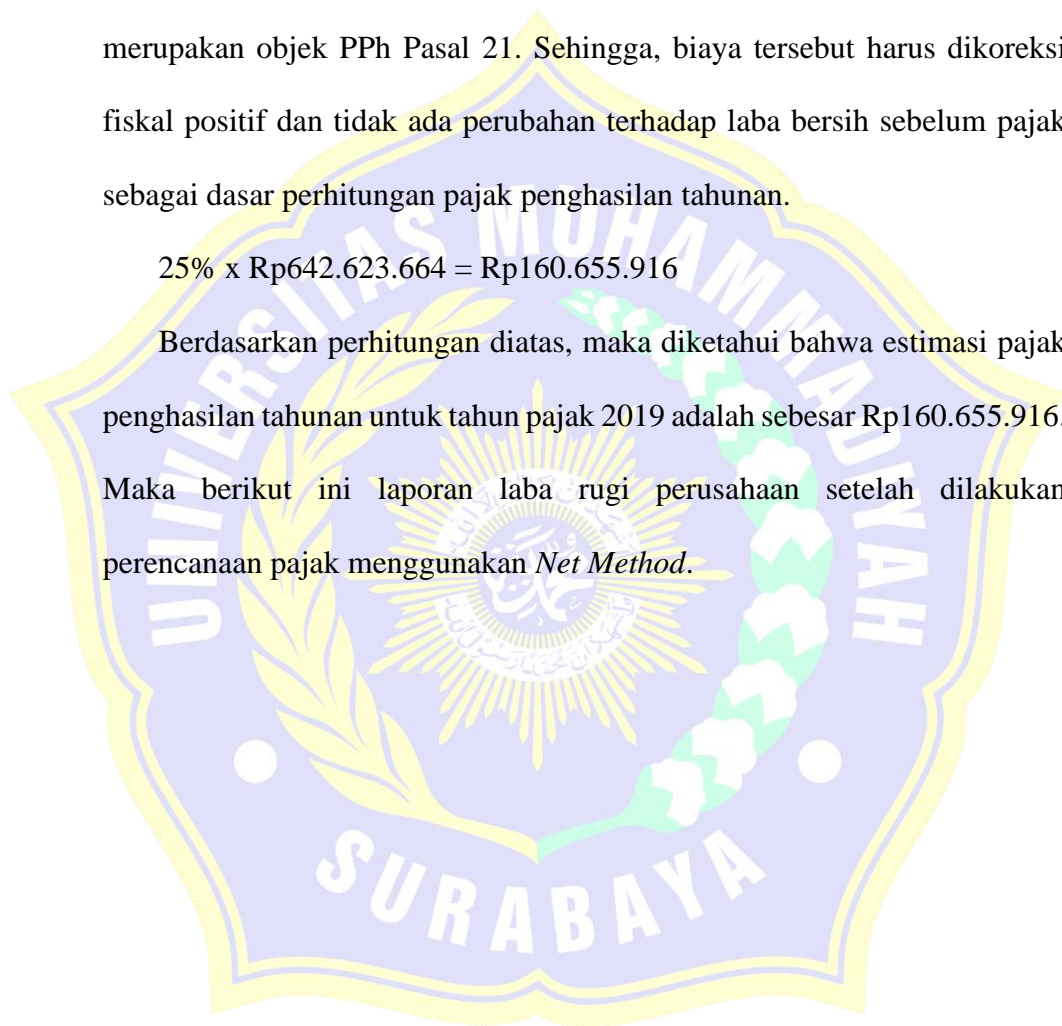 merupakan objek PPh Pasal 21. Sehingga, biaya tersebut harus dikoreksi
fiskal positif dan tidak ada perubahan terhadap laba bersih sebelum pajak
sebagai dasar perhitungan pajak penghasilan tahunan.
25% x Rp642.623.664 = Rp160.655.916
Berdasarkan perhitungan diatas, maka diketahui bahwa estimasi pajak
penghasilan tahunan untuk tahun pajak 2019 adalah sebesar Rp160.655.916.
Maka berikut ini laporan laba rugi perusahaan setelah dilakukan
perencanaan pajak menggunakan Net Method.
UNIVERSITAS MUHAMMADIYAH
SURABAYA